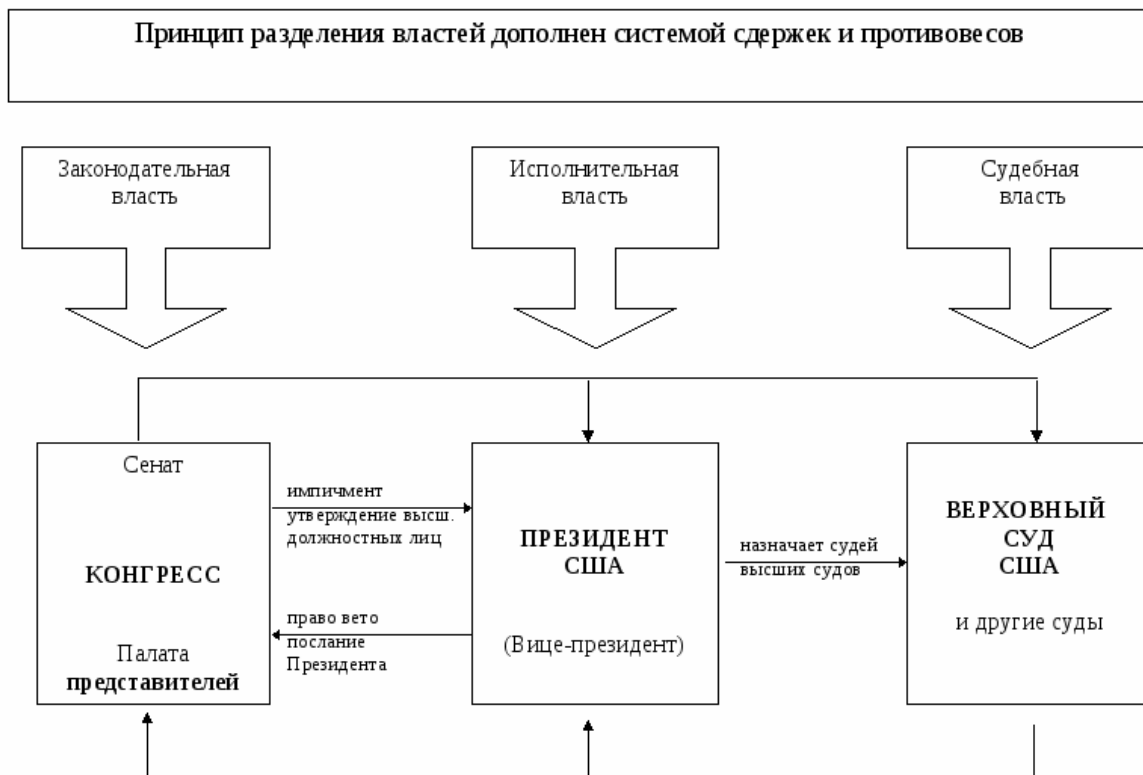 Принцип разделения властей дополнен системой сдержек и противовесов
Законодательная
власть
Исполнительная
власть
Судебная
власть
Сенат
КОНГРЕСС
Палата
представителей
импичмент
утверждение высш.
должностных лиц
право вето
послание
Президента
ПРЕЗИДЕНТ
США
(Вице-президент)
назначает судей
высших судов
ВЕРХОВНЫЙ
СУД
США
и другие суды